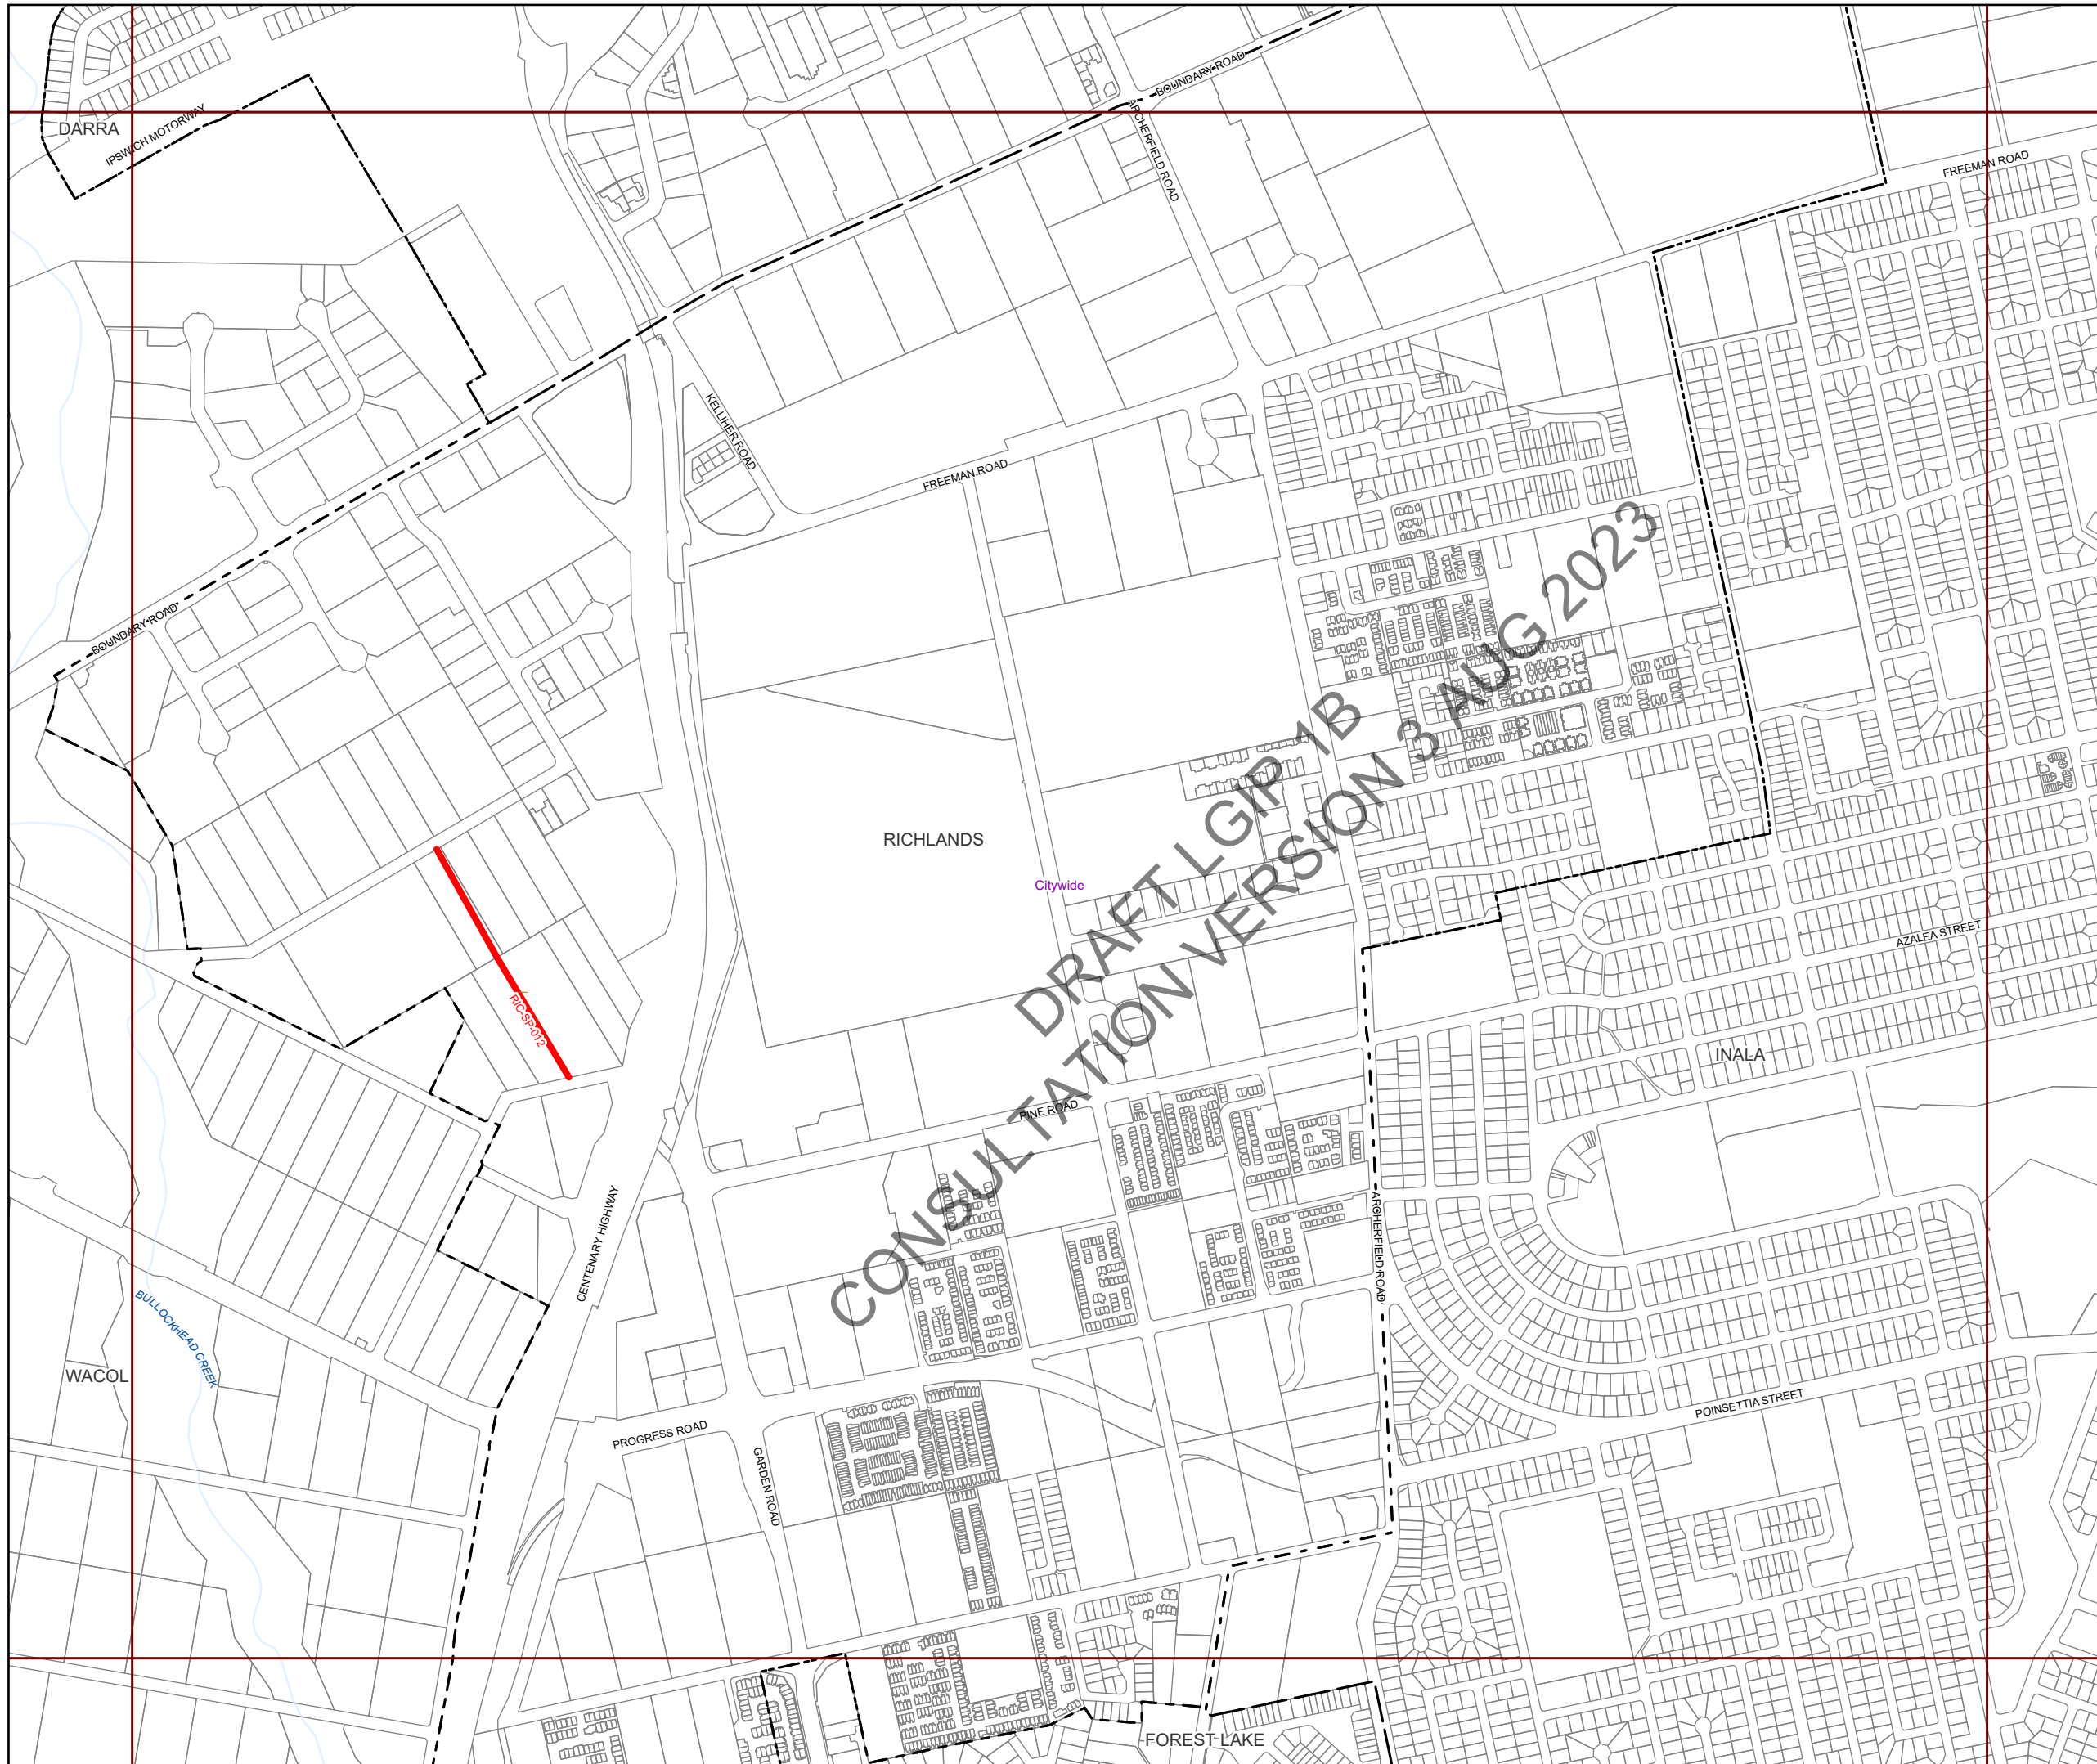 BOUNDARY ROAD
DARRA
IPSWICH MOTORWAY
ARCHERFIELD ROAD
FREEMAN ROAD
KELLIHER ROAD
FREEMAN ROAD
BOUNDARY ROAD
RICHLANDS
Citywide
DRAFT LGIP 1B
CONSULTATION VERSION 3 AUG 2023
AZALEA STREET
RIC-SP-012
INALA
PINE ROAD
CENTENARY HIGHWAY
ARCHERFIELD ROAD
BULLOCKHEAD CREEK
WACOL
POINSETTIA STREET
PROGRESS ROAD
GARDEN ROAD
FOREST LAKE